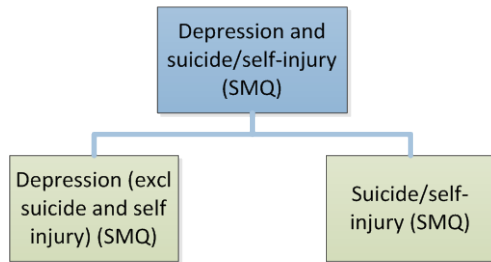 Depression and
suicide/self-injury
(SMQ)
Depression (excl
suicide and self
injury) (SMQ)
Suicide/self-
injury (SMQ)